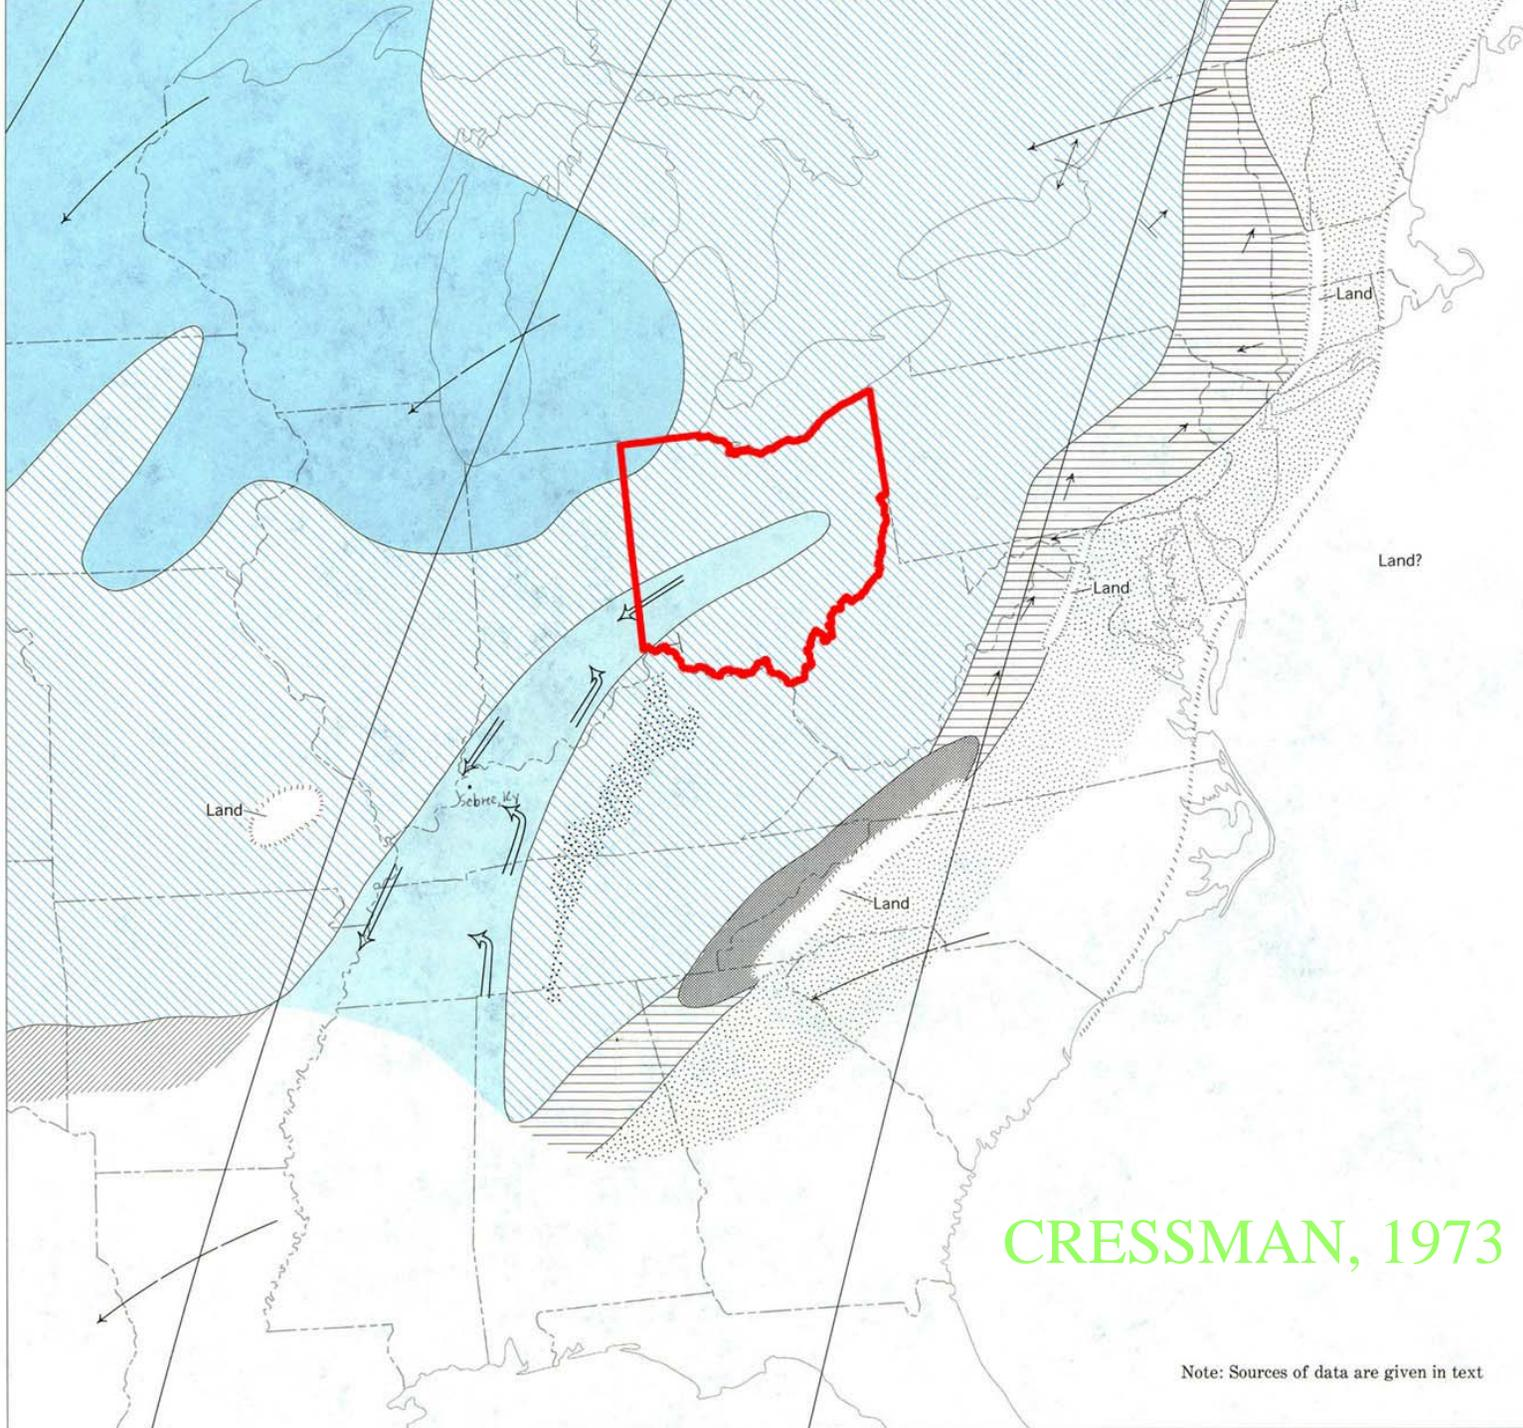 Land
Land?
Land
Sebree, Ky
Land
Land
CRESSMAN, 1973
Note: Sources of data are given in text